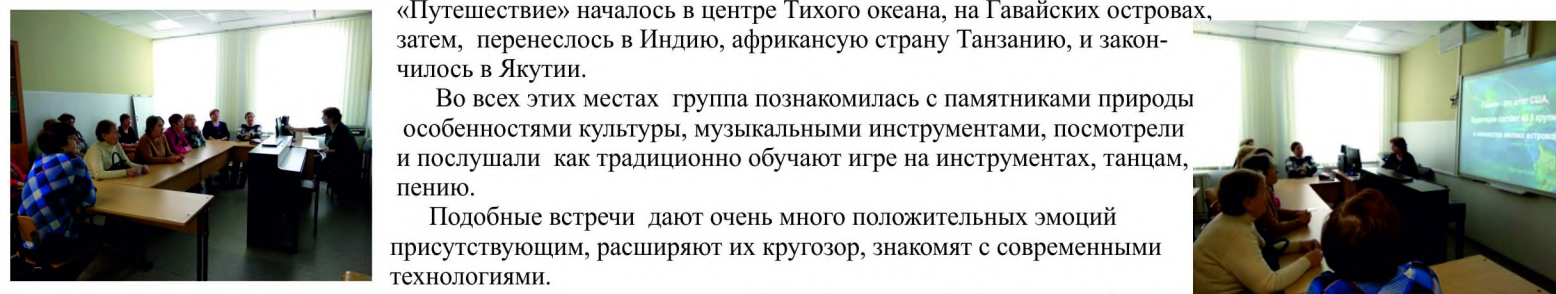 «Путешествие» началось в центре Тихого океана, на Гавайских островах,
затем, перенеслось в Индию, африкансую страну Танзанию, и закон-
чилось в Якутии.
Во всех этих местах группа познакомилась с памятниками природы
особенностями культуры, музыкальными инструментами, посмотрели
и послушали как традиционно обучают игре на инструментах, танцам,
пению.
Подобные встречи дают очень много положительных эмоций
присутствующим, расширяют их кругозор, знакомят с современными
технологиями.
штат США,